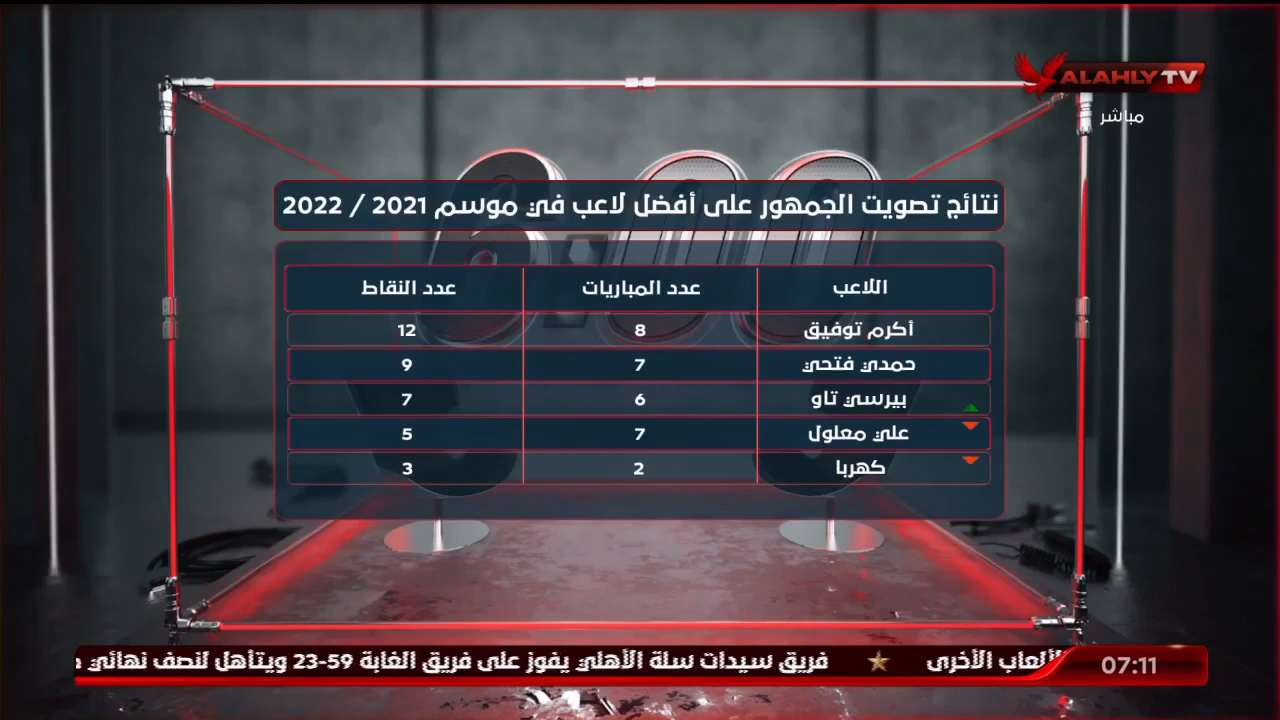 ALAHLY TV
مباشر
نتائج تصويت الجمهور على أفضل لاعب في موسم 2021 / 2022
اللاعب عدد المباريات عدد النقاط
أكرم توفيق 8 12
حمدي فتحي 7 9
بيرسي تاو 6 7
علي معلول 7 5
كهربا 2 3
07:11 الألعاب الأخرى فريق سيدات سلة الأهلي يفوز على فريق الغابة 59-23 ويتأهل لنصف نهائي